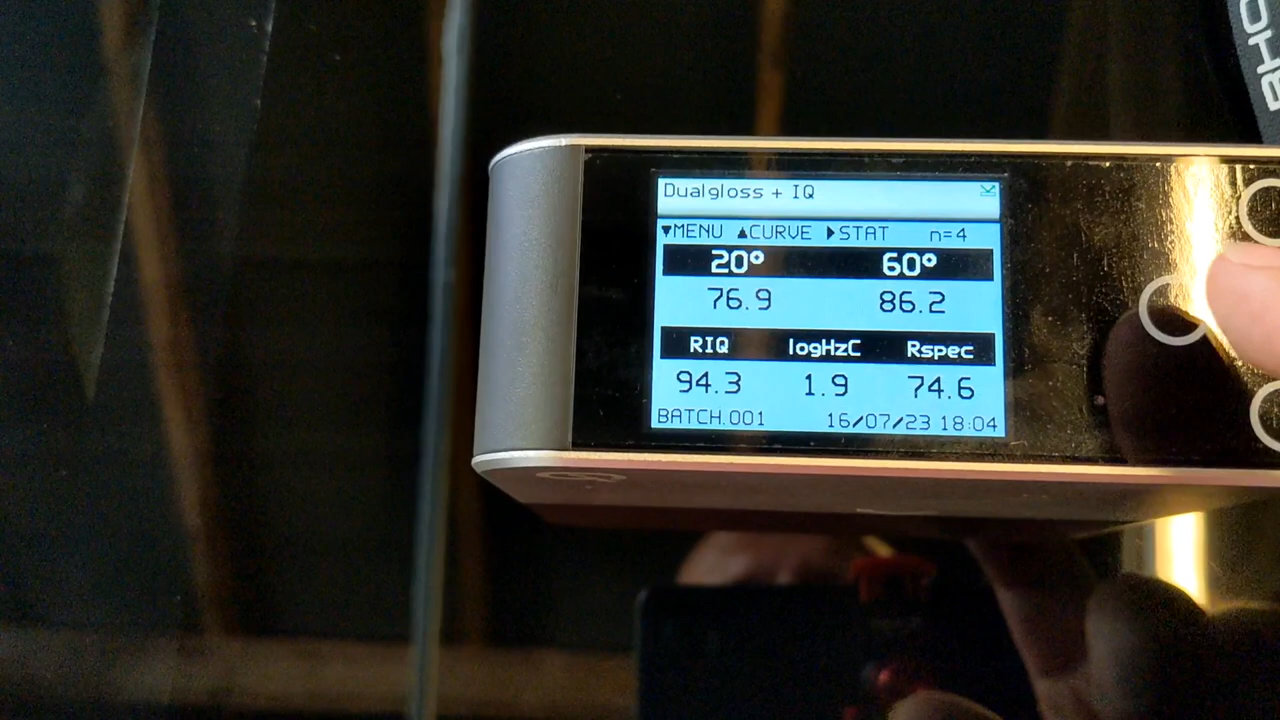 Dualgloss + IQ
▼MENU ▲CURVE ▶STAT n=4
20° 60°
76.9 86.2
RIQ logHzC Rspec
94.3 1.9 74.6
BATCH.001 16/07/23 18:04